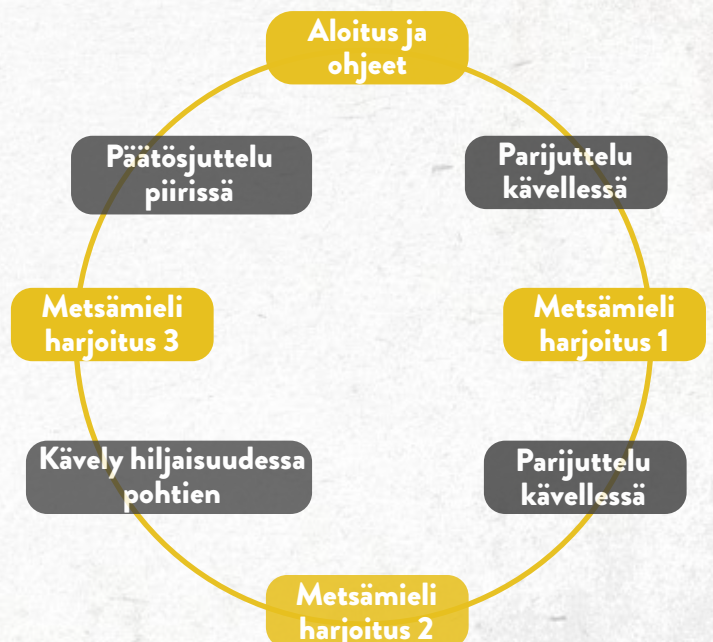 Aloitus ja
ohjeet
Parijuttelu
kävellessä
Metsämieli
harjoitus 1
Parijuttelu
kävellessä
Metsämieli
harjoitus 2
Kävely hiljaisuudessa
pohtien
Metsämieli
harjoitus 3
Päätösjuttelu
piirissä